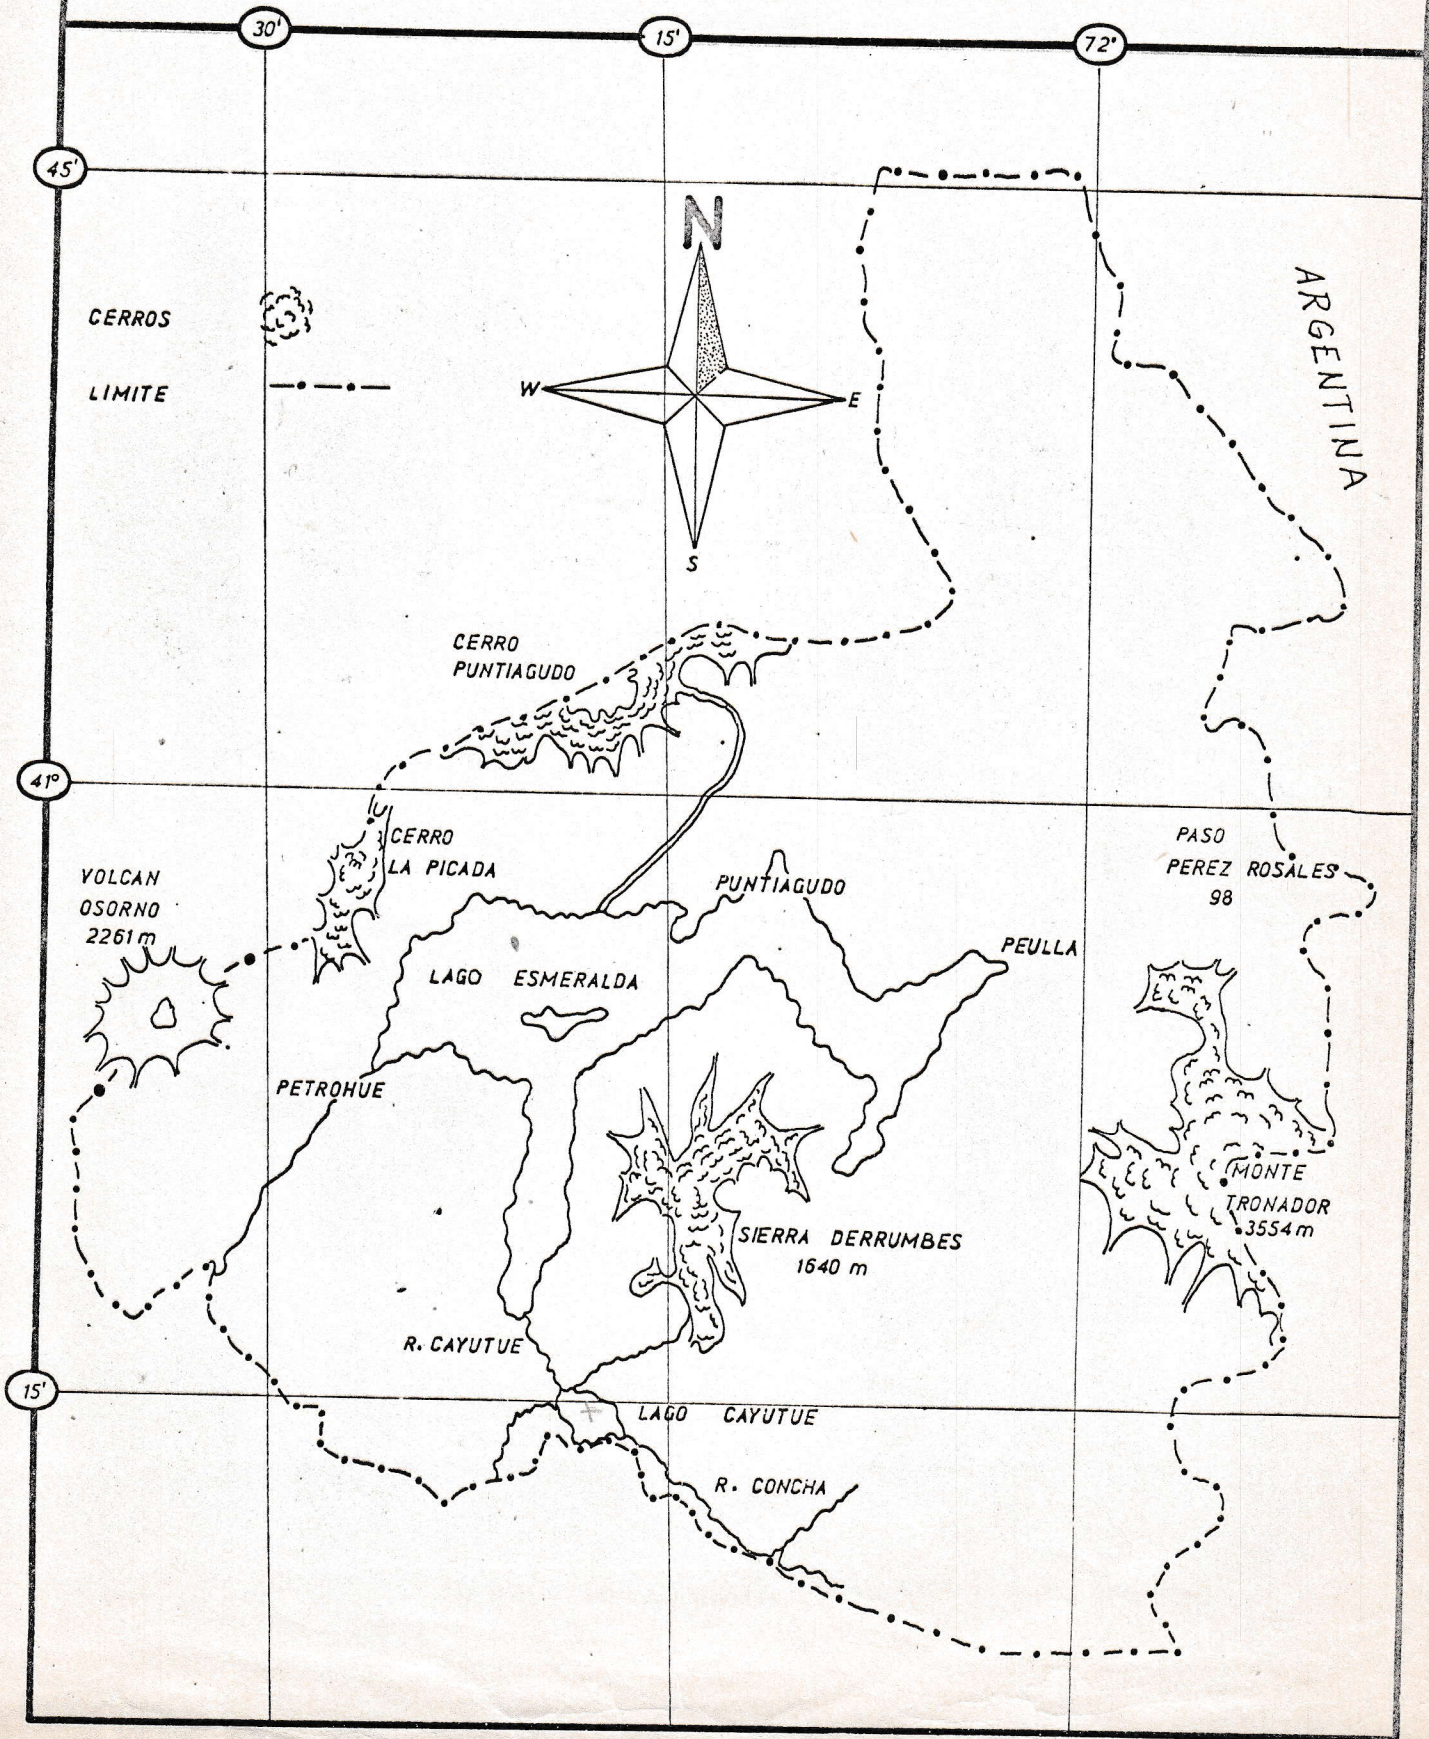 30'
15'
72°
45'
N
ARGENTINA
CERROS
W
E
LIMITE
S
CERRO
PUNTIAGUDO
41°
CERRO
LA PICADA
PASO
PEREZ ROSALES
98
VOLCAN
OSORNO
2261 m
PUNTIAGUDO
PEULLA
LAGO ESMERALDA
PETROHUE
MONTE
TRONADOR
3554 m
SIERRA DERRUMBES
1640 m
R. CAYUTUE
15'
LAGO CAYUTUE
R. CONCHA